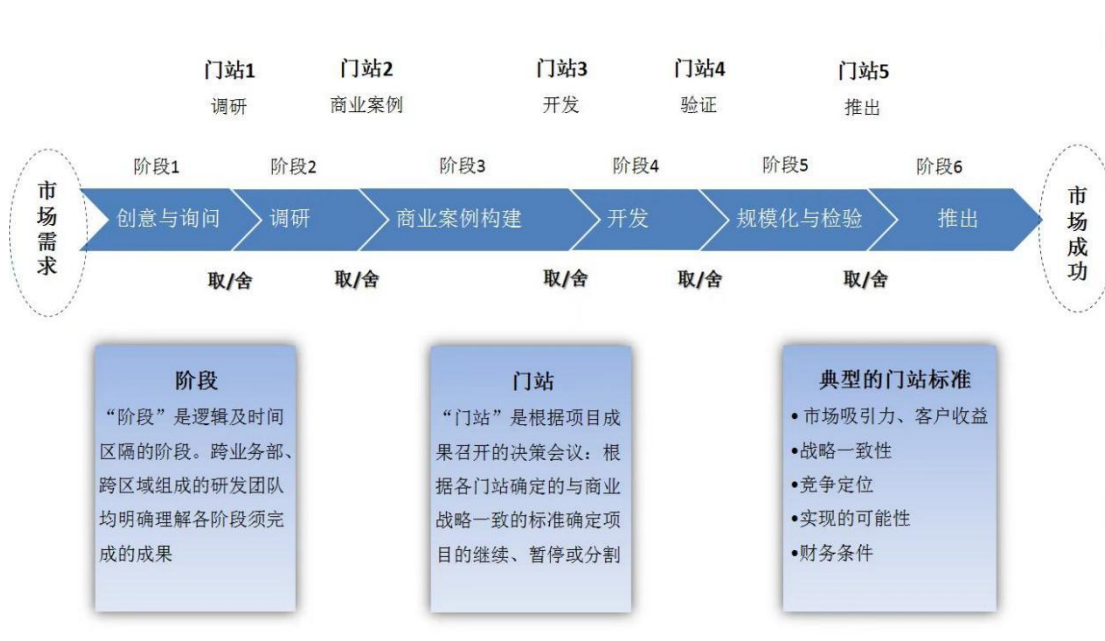 门站1
门站2
门站3
门站4
门站5
调研
商业案例
开发
验证
推出
阶段1
阶段2
阶段3
阶段4
阶段5
阶段6
市场需求
创意与询问
调研
商业案例构建
开发
规模化与检验
推出
市场成功
取/舍
取/舍
取/舍
取/舍
取/舍
阶段
“阶段”是逻辑及时间
区隔的阶段。跨业务部、
跨区域组成的研发团队
均明确理解各阶段须完
成的成果
门站
“门站”是根据项目成
果召开的决策会议：根
据各门站确定的与商业
战略一致的标准确定项
目的继续、暂停或分割
典型的门站标准
•市场吸引力、客户收益
•战略一致性
•竞争定位
•实现的可能性
•财务条件